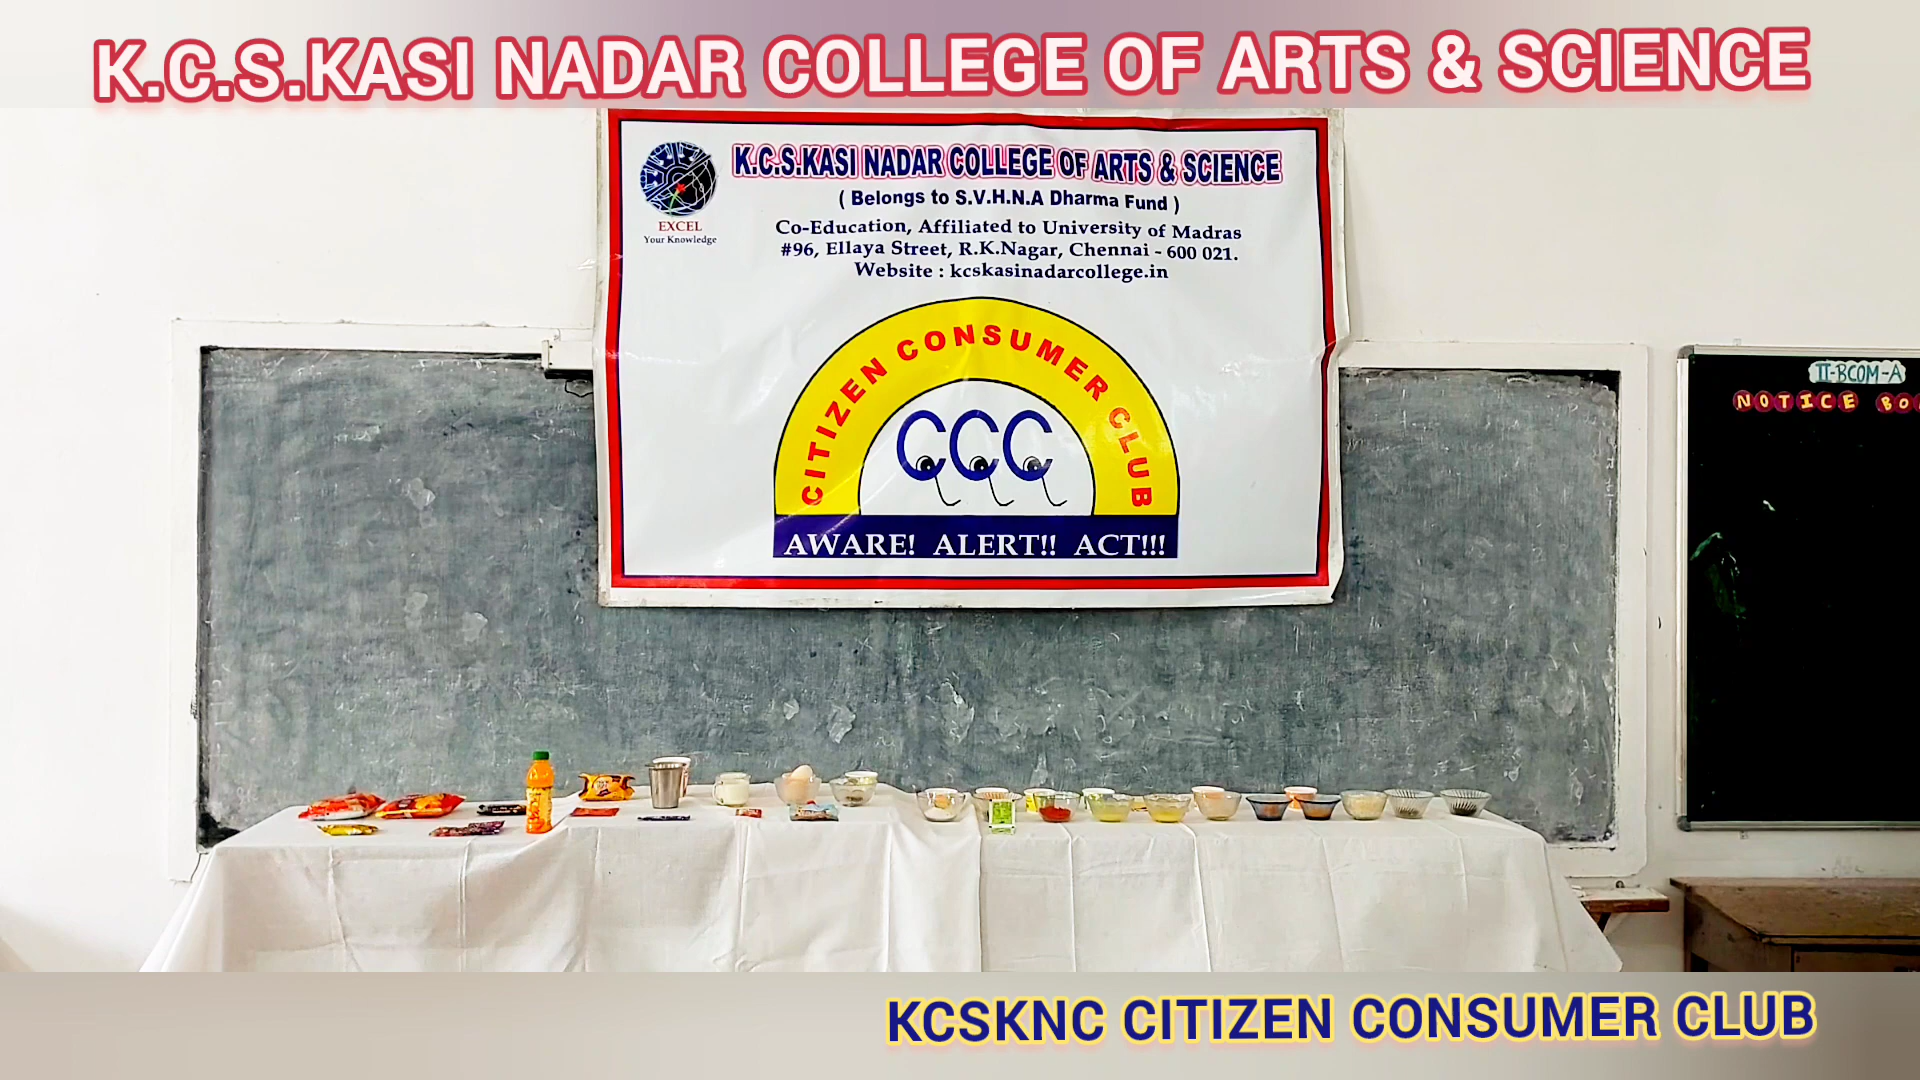 K.C.S.KASI NADAR COLLEGE OF ARTS & SCIENCE
K.C.S.KASI NADAR COLLEGE OF ARTS & SCIENCE
( Belongs to S.V.H.N.A Dharma Fund )
Co-Education, Affiliated to University of Madras
#96, Ellaya Street, R.K.Nagar, Chennai - 600 021.
Website : kcskasinadarcollege.in
EXCEL
Your Knowledge
CITIZEN CONSUMER CLUB
CCC
AWARE! ALERT!! ACT!!!
II-BCOM-A
NOTICE BO
KCSKNC CITIZEN CONSUMER CLUB